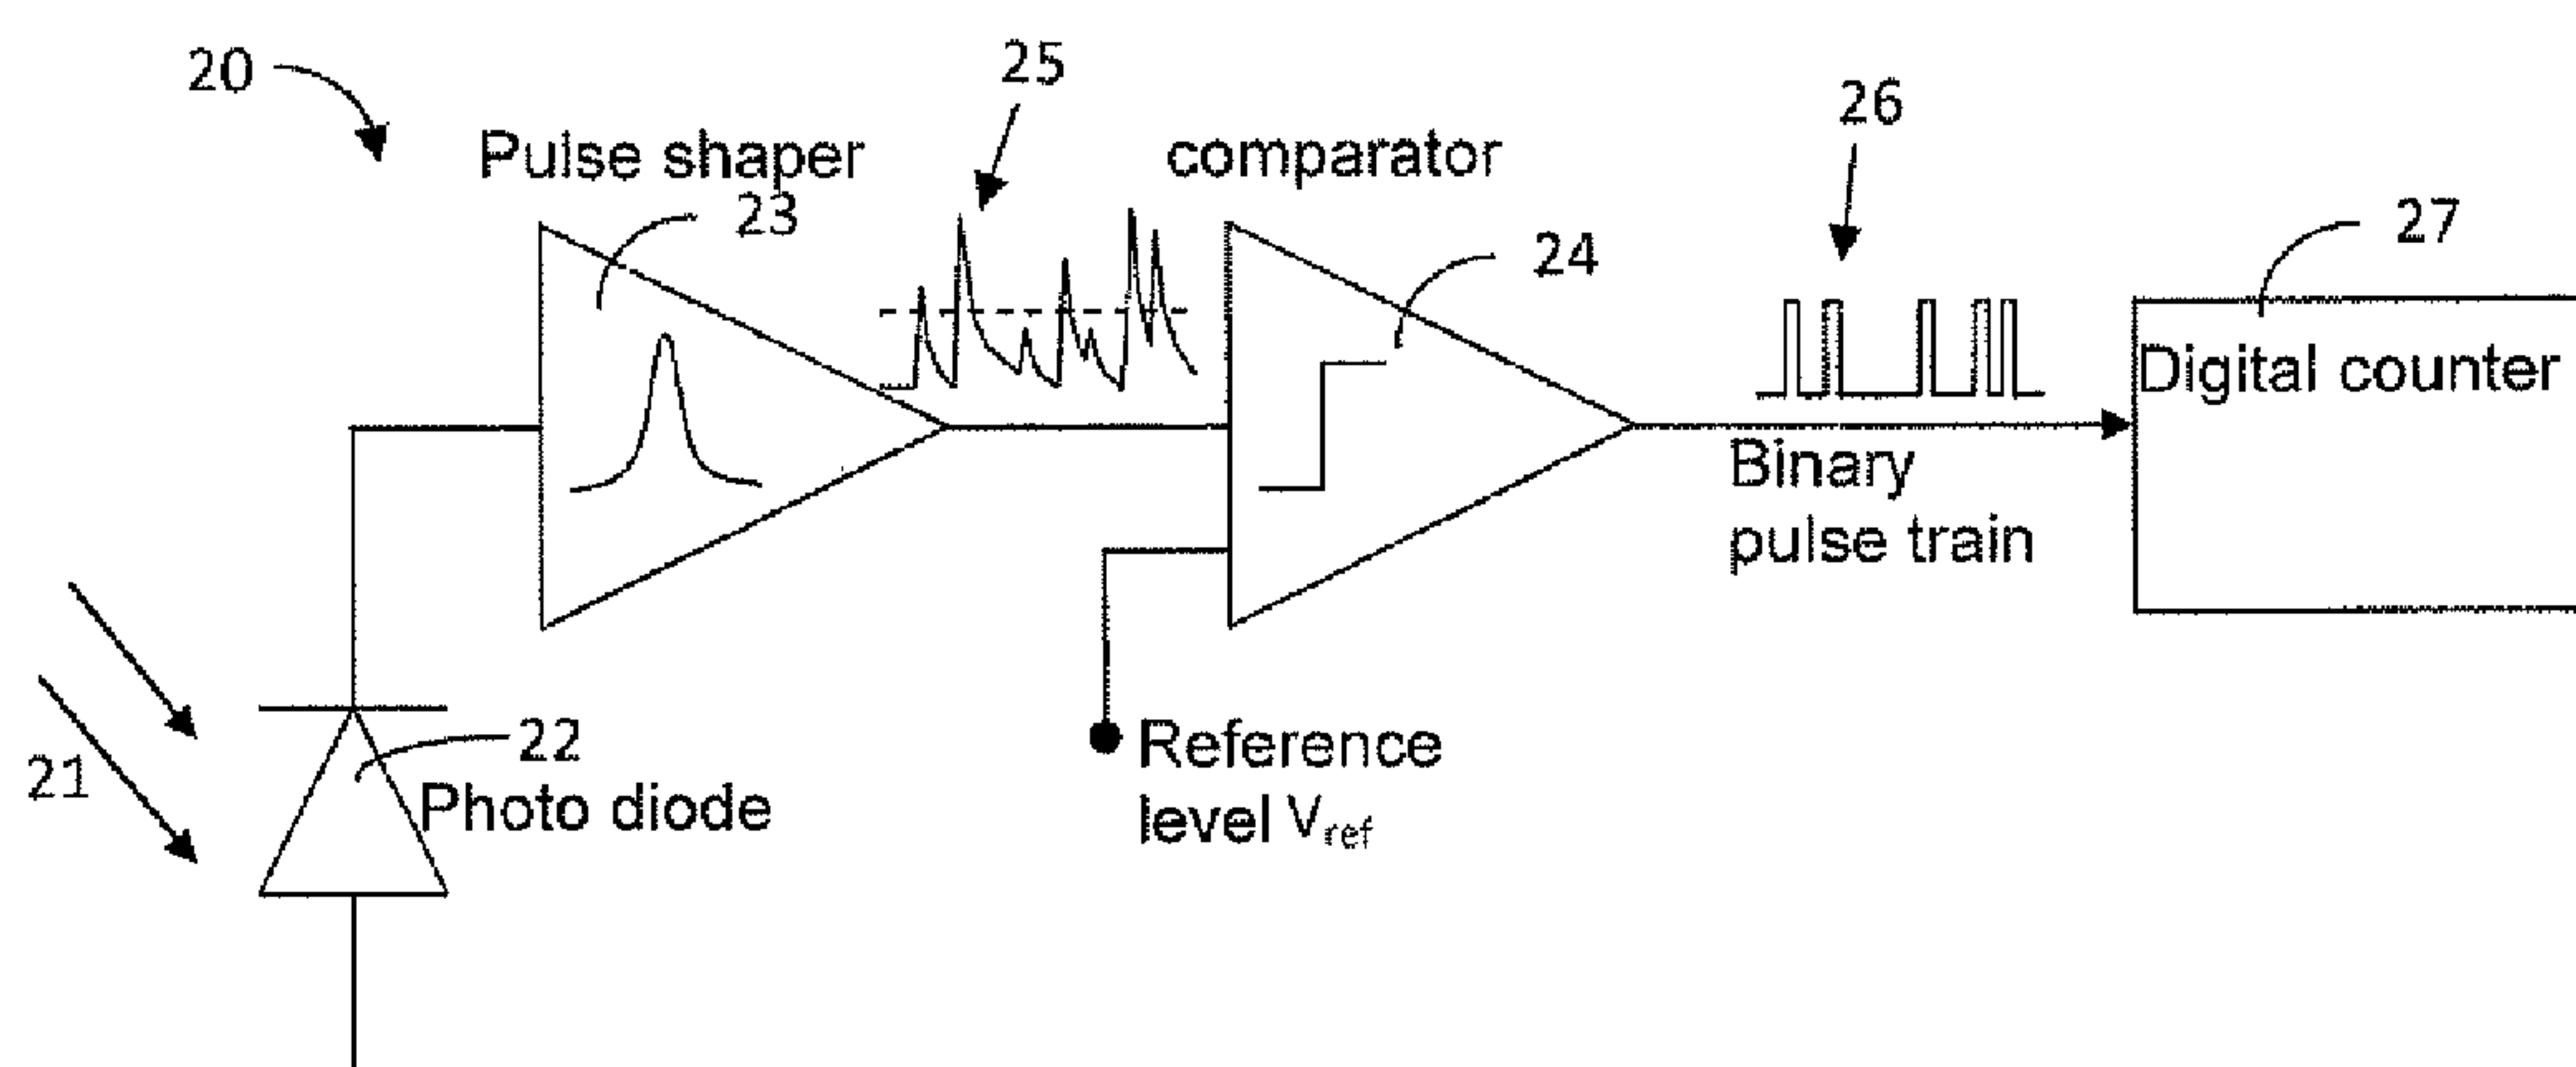 20
25
26
Pulse shaper
comparator
23
27
24
Digital counter
Binary
pulse train
22
Reference
21
Photo diode
level Vref